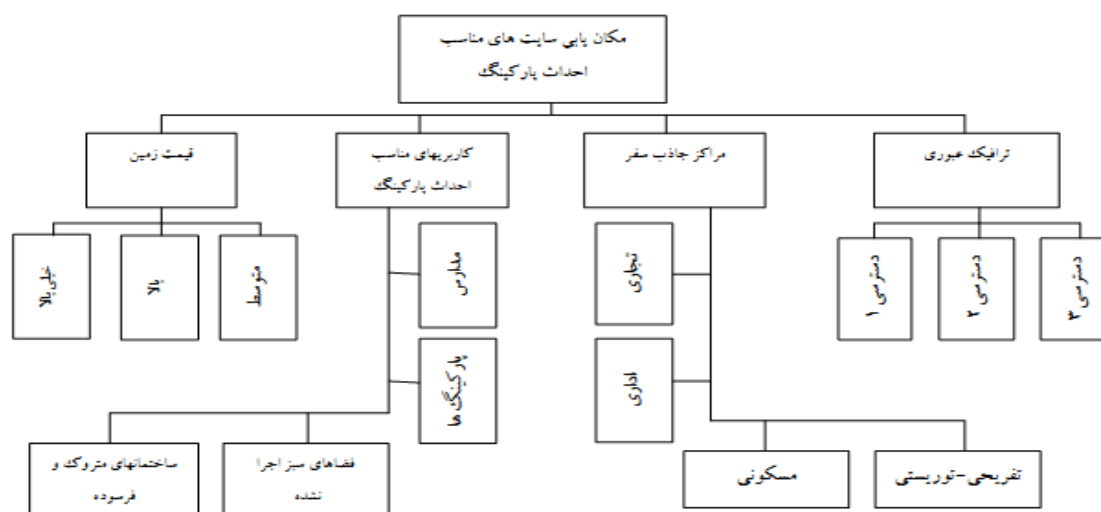 مکان یابی سایت های مناسب
احداث پارکینگ
ترافیک عبوری
مراکز جاذب سفر
کاربریهای مناسب
احداث پارکینگ
قیمت زمین
دسترسی ۳
دسترسی ۲
دسترسی ۱
تجاری
اداری
تفریحی-توریستی
مسکونی
مدارس
پارکینگ ها
فضاهای سبز اجرا
نشده
ساختمانهای متروک و
فرسوده
متوسط
بالا
خیلی بالا